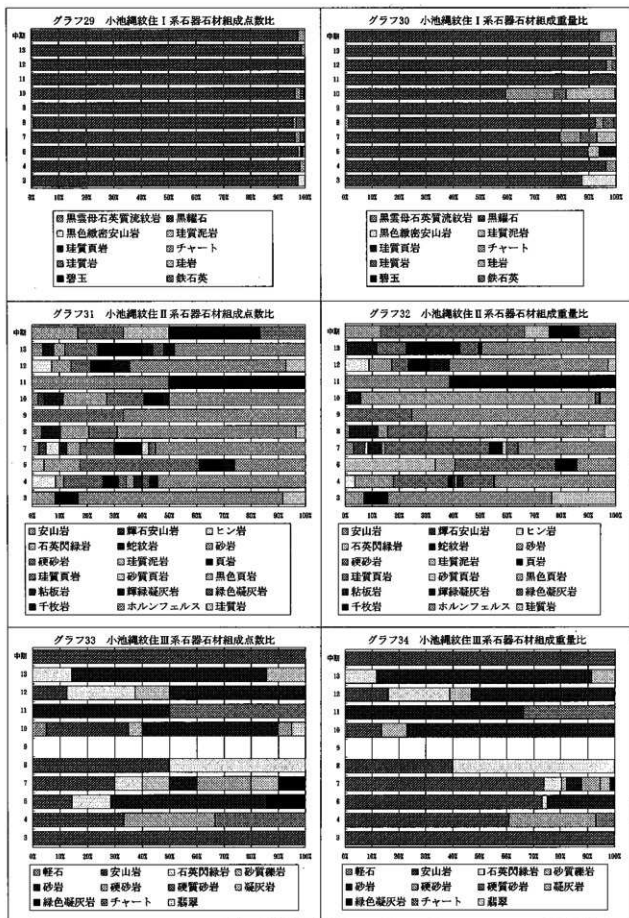 グラフ29 小池縄紋住Ⅰ系石器石材組成点数比
中期
13
12
11
10
9
8
7
5
4
3
0% 10% 20% 30% 40% 50% 60% 70% 80% 90% 100%
黒雲母石英質流紋岩 黒曜石
黒色緻密安山岩 珪質泥岩
珪質頁岩 チャート
珪質岩 珪岩
碧玉 鉄石英
グラフ30 小池縄紋住Ⅰ系石器石材組成重量比
中期
13
12
11
10
9
8
7
5
4
3
0% 10% 20% 30% 40% 50% 60% 70% 80% 90% 100%
黒雲母石英質流紋岩 黒曜石
黒色緻密安山岩 珪質泥岩
珪質頁岩 チャート
珪質岩 珪岩
碧玉 鉄石英
グラフ31 小池縄紋住Ⅱ系石器石材組成点数比
中期
13
12
11
10
9
8
7
5
4
3
0% 10% 20% 30% 40% 50% 60% 70% 80% 90% 100%
安山岩 輝石安山岩 ヒン岩
石英閃緑岩 蛇紋岩 砂岩
硬砂岩 珪質泥岩 頁岩
珪質頁岩 砂質頁岩 黒色頁岩
粘板岩 輝緑凝灰岩 緑色凝灰岩
千枚岩 ホルンフェルス 珪質岩
グラフ32 小池縄紋住Ⅱ系石器石材組成重量比
中期
13
12
11
10
9
8
7
5
4
3
0% 10% 20% 30% 40% 50% 60% 70% 80% 90% 100%
安山岩 輝石安山岩 ヒン岩
石英閃緑岩 蛇紋岩 砂岩
硬砂岩 珪質泥岩 頁岩
珪質頁岩 砂質頁岩 黒色頁岩
粘板岩 輝緑凝灰岩 緑色凝灰岩
千枚岩 ホルンフェルス 珪質岩
グラフ33 小池縄紋住Ⅲ系石器石材組成点数比
中期
13
12
11
10
9
8
7
5
4
3
0% 10% 20% 30% 40% 50% 60% 70% 80% 90% 100%
軽石 安山岩 石英閃緑岩 砂質礫岩
砂岩 硬砂岩 硬質砂岩 凝灰岩
緑色凝灰岩 チャート 翡翠
グラフ34 小池縄紋住Ⅲ系石器石材組成重量比
中期
13
12
11
10
9
8
7
5
4
3
0% 10% 20% 30% 40% 50% 60% 70% 80% 90% 100%
軽石 安山岩 石英閃緑岩 砂質礫岩
砂岩 硬砂岩 硬質砂岩 凝灰岩
緑色凝灰岩 チャート 翡翠